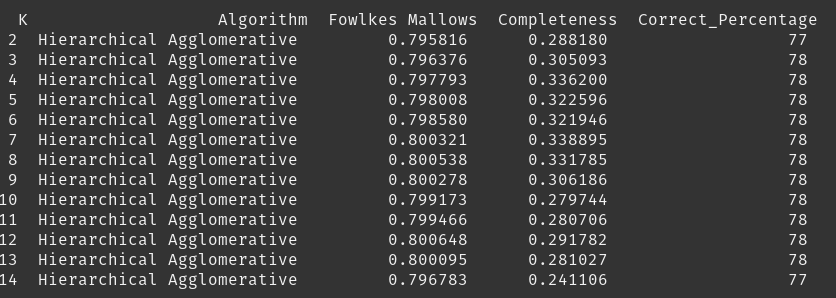 K Algorithm Fowlkes Mallows Completeness Correct_Percentage
2 Hierarchical Agglomerative 0.795816 0.288180 77
3 Hierarchical Agglomerative 0.796376 0.305093 78
4 Hierarchical Agglomerative 0.797793 0.336200 78
5 Hierarchical Agglomerative 0.798008 0.322596 78
6 Hierarchical Agglomerative 0.798580 0.321946 78
7 Hierarchical Agglomerative 0.800321 0.338895 78
8 Hierarchical Agglomerative 0.800538 0.331785 78
9 Hierarchical Agglomerative 0.800278 0.306186 78
10 Hierarchical Agglomerative 0.799173 0.279744 78
11 Hierarchical Agglomerative 0.799466 0.280706 78
12 Hierarchical Agglomerative 0.800648 0.291782 78
13 Hierarchical Agglomerative 0.800095 0.281027 78
14 Hierarchical Agglomerative 0.796783 0.241106 77